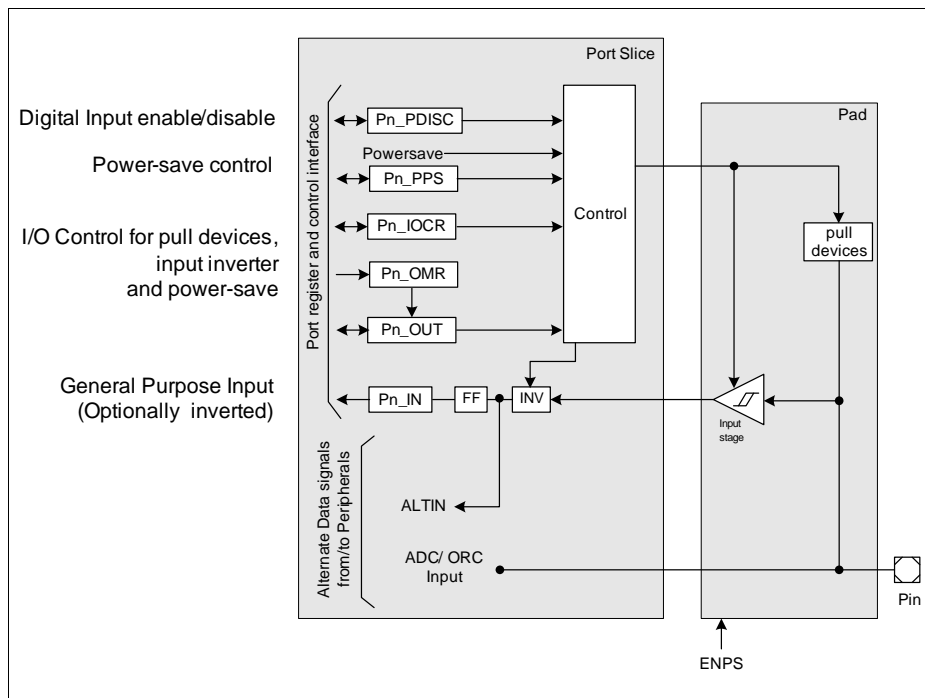 Port Slice
Pad
Digital Input enable/disable
Power-save control
I/O Control for pull devices,
input inverter
and power-save
General Purpose Input
(Optionally inverted)
Port register and control interface
Pn_PDISC
Powersave
Pn_PPS
Pn_IOCR
Pn_OMR
Pn_OUT
Control
Pn_IN
FF
INV
pull
devices
Input
stage
Alternate Data signals
from/to Peripherals
ALTIN
ADC/ ORC
Input
Pin
ENPS